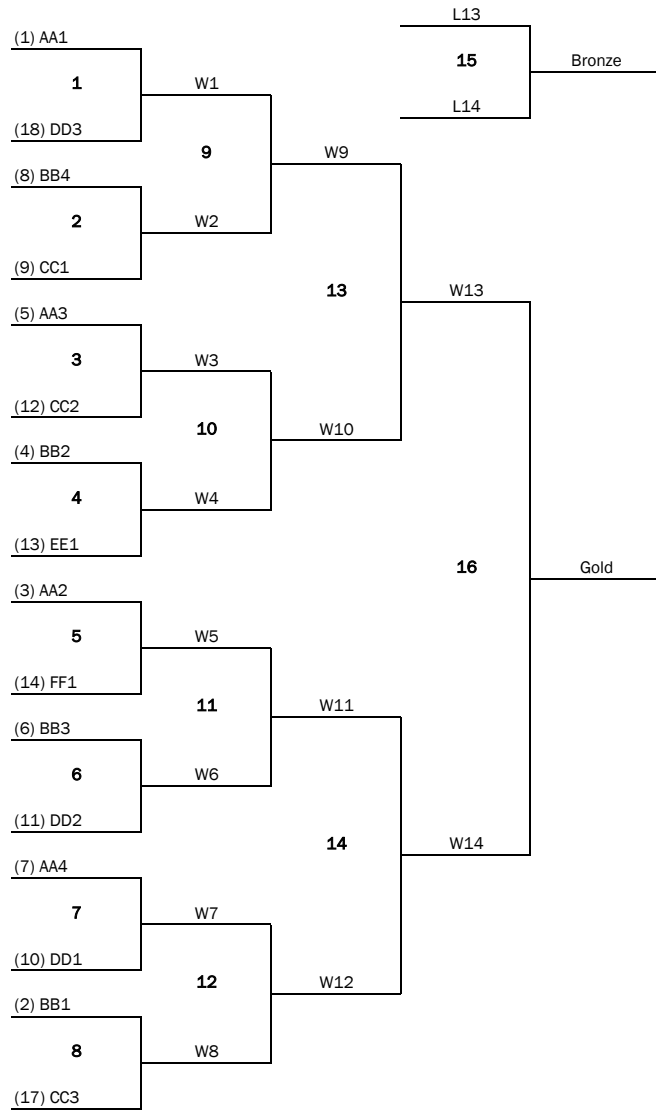 L13
(1) AA1
15
Bronze
1
W1
L14
(18) DD3
9
W9
(8) BB4
2
W2
(9) CC1
13
W13
(5) AA3
3
W3
(12) CC2
10
W10
(4) BB2
4
W4
(13) EE1
16
Gold
(3) AA2
5
W5
(14) FF1
11
W11
(6) BB3
6
W6
(11) DD2
14
W14
(7) AA4
7
W7
(10) DD1
12
W12
(2) BB1
8
W8
(17) CC3